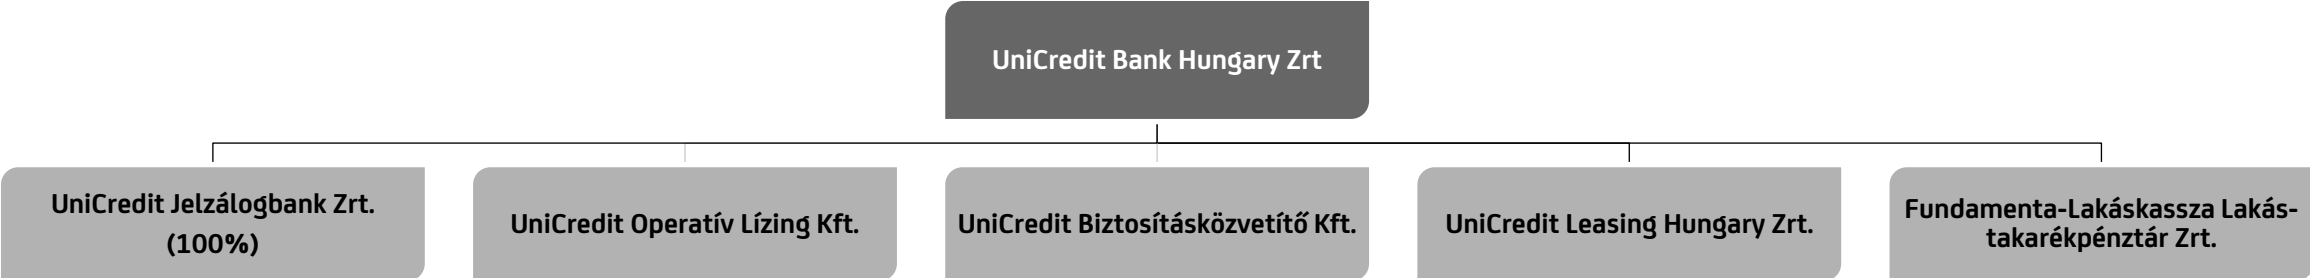 UniCredit Bank Hungary Zrt
UniCredit Jelzálogbank Zrt.
(100%)
UniCredit Operatív Lízing Kft.
UniCredit Biztosításközvetítő Kft.
UniCredit Leasing Hungary Zrt.
Fundamenta-Lakáskassza Lakás-
takarékpénztár Zrt.